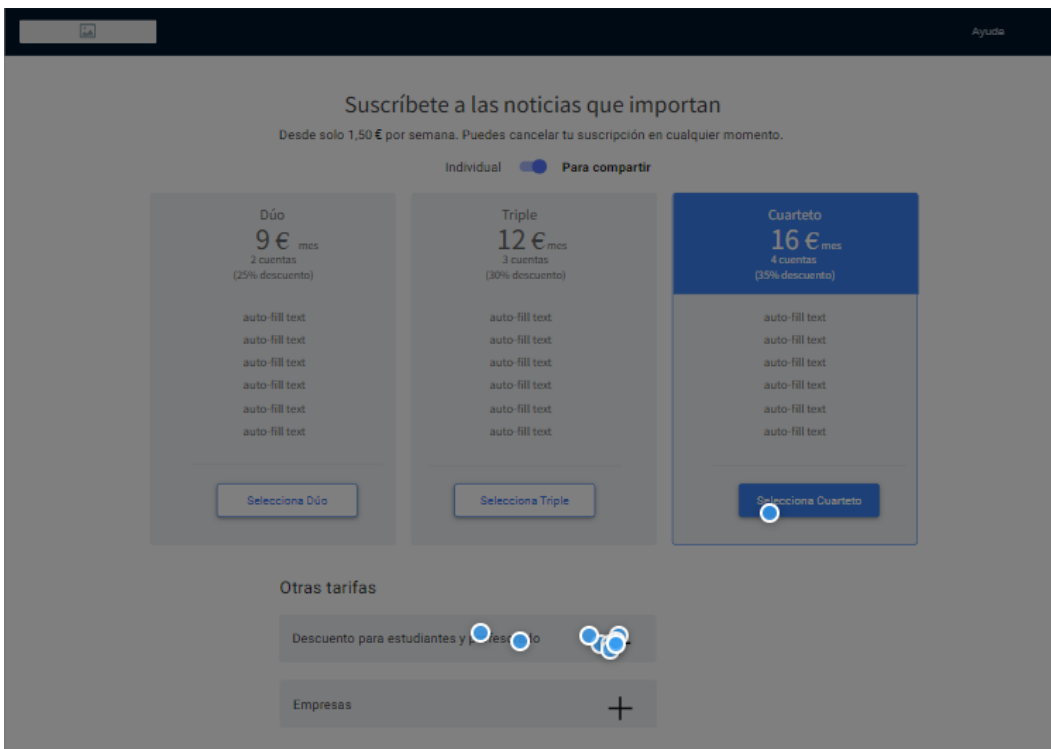 Ayuda
Suscríbete a las noticias que importan
Desde solo 1,50 € por semana. Puedes cancelar tu suscripción en cualquier momento.
Individual Para compartir
Dúo
9 € mes
2 cuentas
(25% descuento)
auto-fill text
auto-fill text
auto-fill text
auto-fill text
auto-fill text
auto-fill text
Selecciona Dúo
Triple
12 € mes
3 cuentas
(30% descuento)
auto-fill text
auto-fill text
auto-fill text
auto-fill text
auto-fill text
auto-fill text
Selecciona Triple
Cuarteto
16 € mes
4 cuentas
(35% descuento)
auto-fill text
auto-fill text
auto-fill text
auto-fill text
auto-fill text
auto-fill text
Selecciona Cuarteto
Otras tarifas
Descuento para estudiantes y profesorado
Empresas